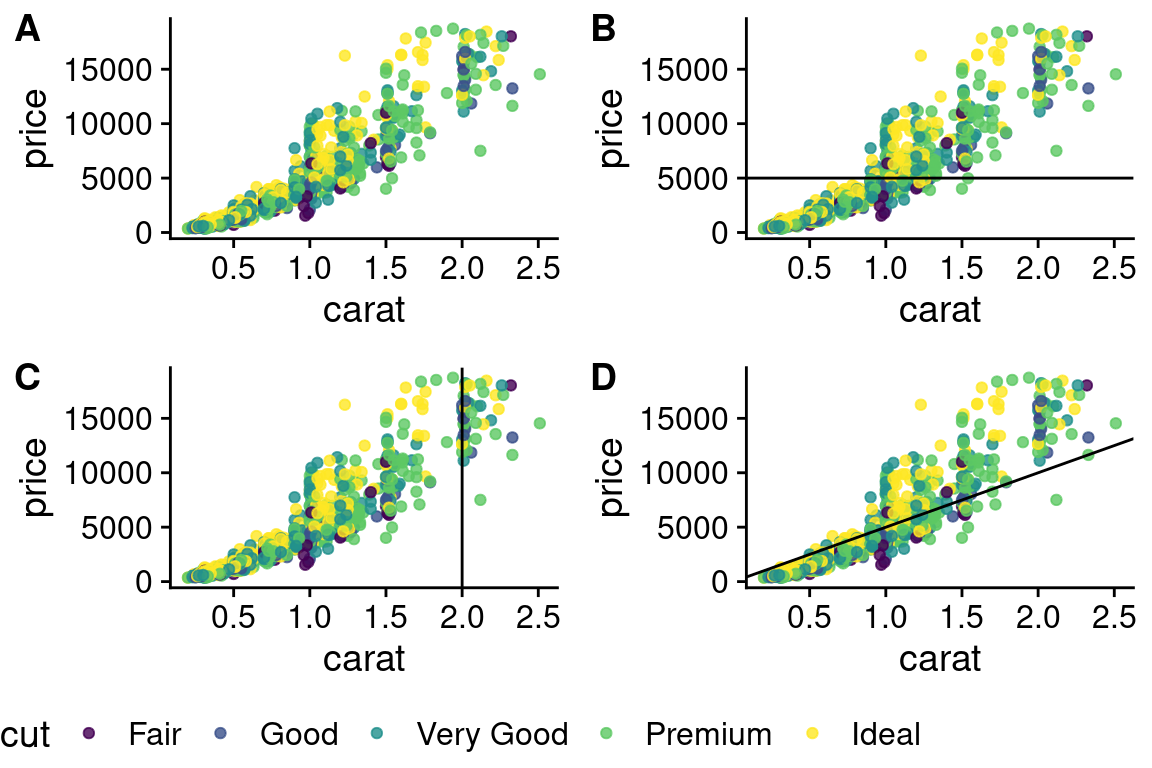 A B
15000 15000
price 10000 price 10000
5000 5000
0 0
0.5 1.0 1.5 2.0 2.5 0.5 1.0 1.5 2.0 2.5
carat carat
C D
15000 15000
price 10000 price 10000
5000 5000
0 0
0.5 1.0 1.5 2.0 2.5 0.5 1.0 1.5 2.0 2.5
carat carat
cut Fair Good Very Good Premium Ideal